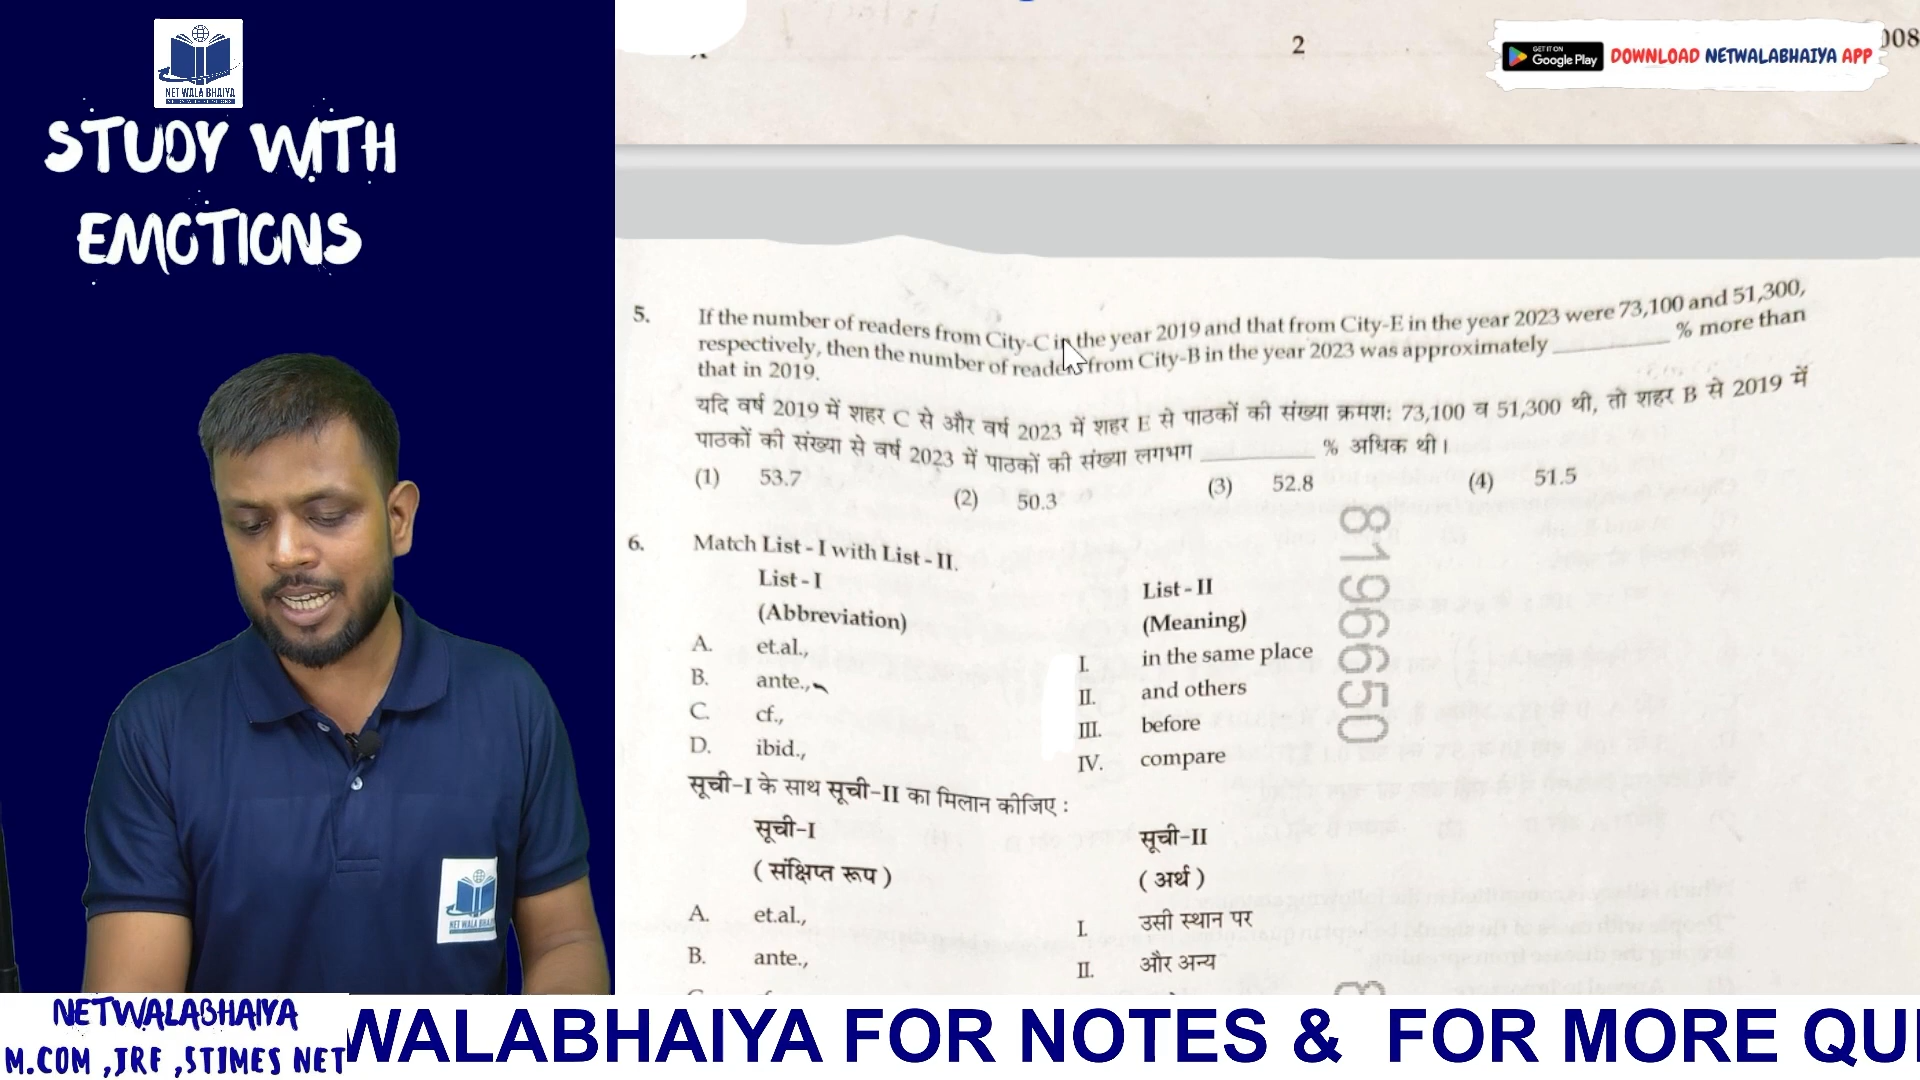 NET WALA BHAIYA
STUDY WITH
EMOTIONS
2
GET IT ON
Google Play
DOWNLOAD NETWALABHAIYA APP
008
5. If the number of readers from City-C in the year 2019 and that from City-E in the year 2023 were 73,100 and 51,300,
respectively, then the number of readers from City-B in the year 2023 was approximately ________ % more than
that in 2019.
यदि वर्ष 2019 में शहर C से और वर्ष 2023 में शहर E से पाठकों की संख्या क्रमश: 73,100 व 51,300 थी, तो शहर B से 2019 में
पाठकों की संख्या से वर्ष 2023 में पाठकों की संख्या लगभग ________ % अधिक थी।
(1) 53.7 (2) 50.3 (3) 52.8 (4) 51.5
6. Match List - I with List - II.
List - I List - II
(Abbreviation) (Meaning)
A. et.al., I. in the same place
B. ante., II. and others
C. cf., III. before
D. ibid., IV. compare
सूची-I के साथ सूची-II का मिलान कीजिए :
सूची-I सूची-II
( संक्षिप्त रूप ) ( अर्थ )
A. et.al., I. उसी स्थान पर
B. ante., II. और अन्य
8196650
NET WALA BHAIYA
NETWALABHAIYA
M.COM ,JRF ,5TIMES NET
WALABHAIYA FOR NOTES & FOR MORE QU